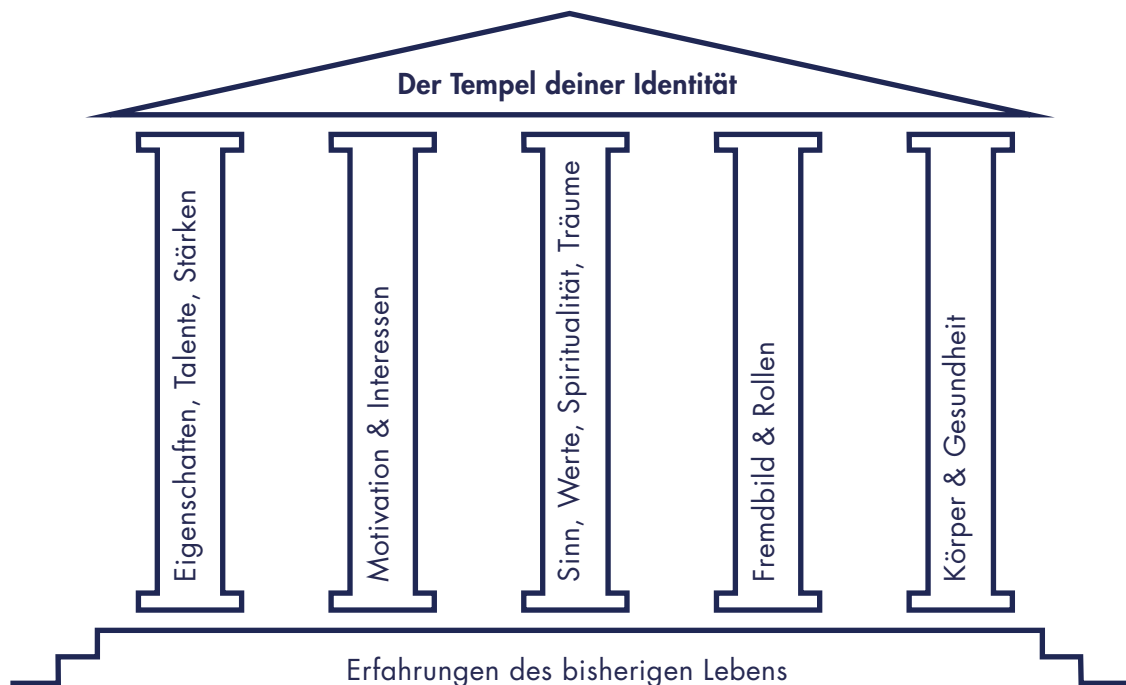 Der Tempel deiner Identität
Eigenschaften, Talente, Stärken
Motivation & Interessen
Sinn, Werte, Spiritualität, Träume
Fremdbild & Rollen
Körper & Gesundheit
Erfahrungen des bisherigen Lebens